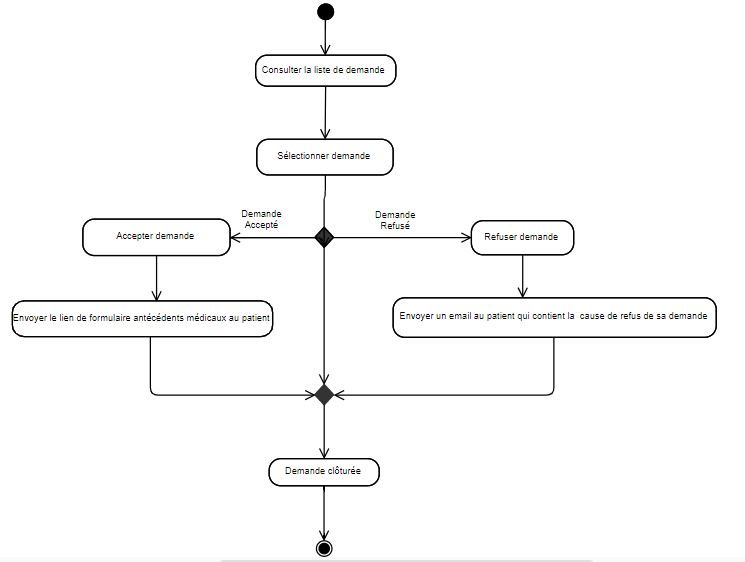 Consulter la liste de demande
Sélectionner demande
Demande
Accepté
Demande
Refusé
Accepter demande
Refuser demande
Envoyer le lien de formulaire antécédents médicaux au patient
Envoyer un email au patient qui contient la cause de refus de sa demande
Demande clôturée